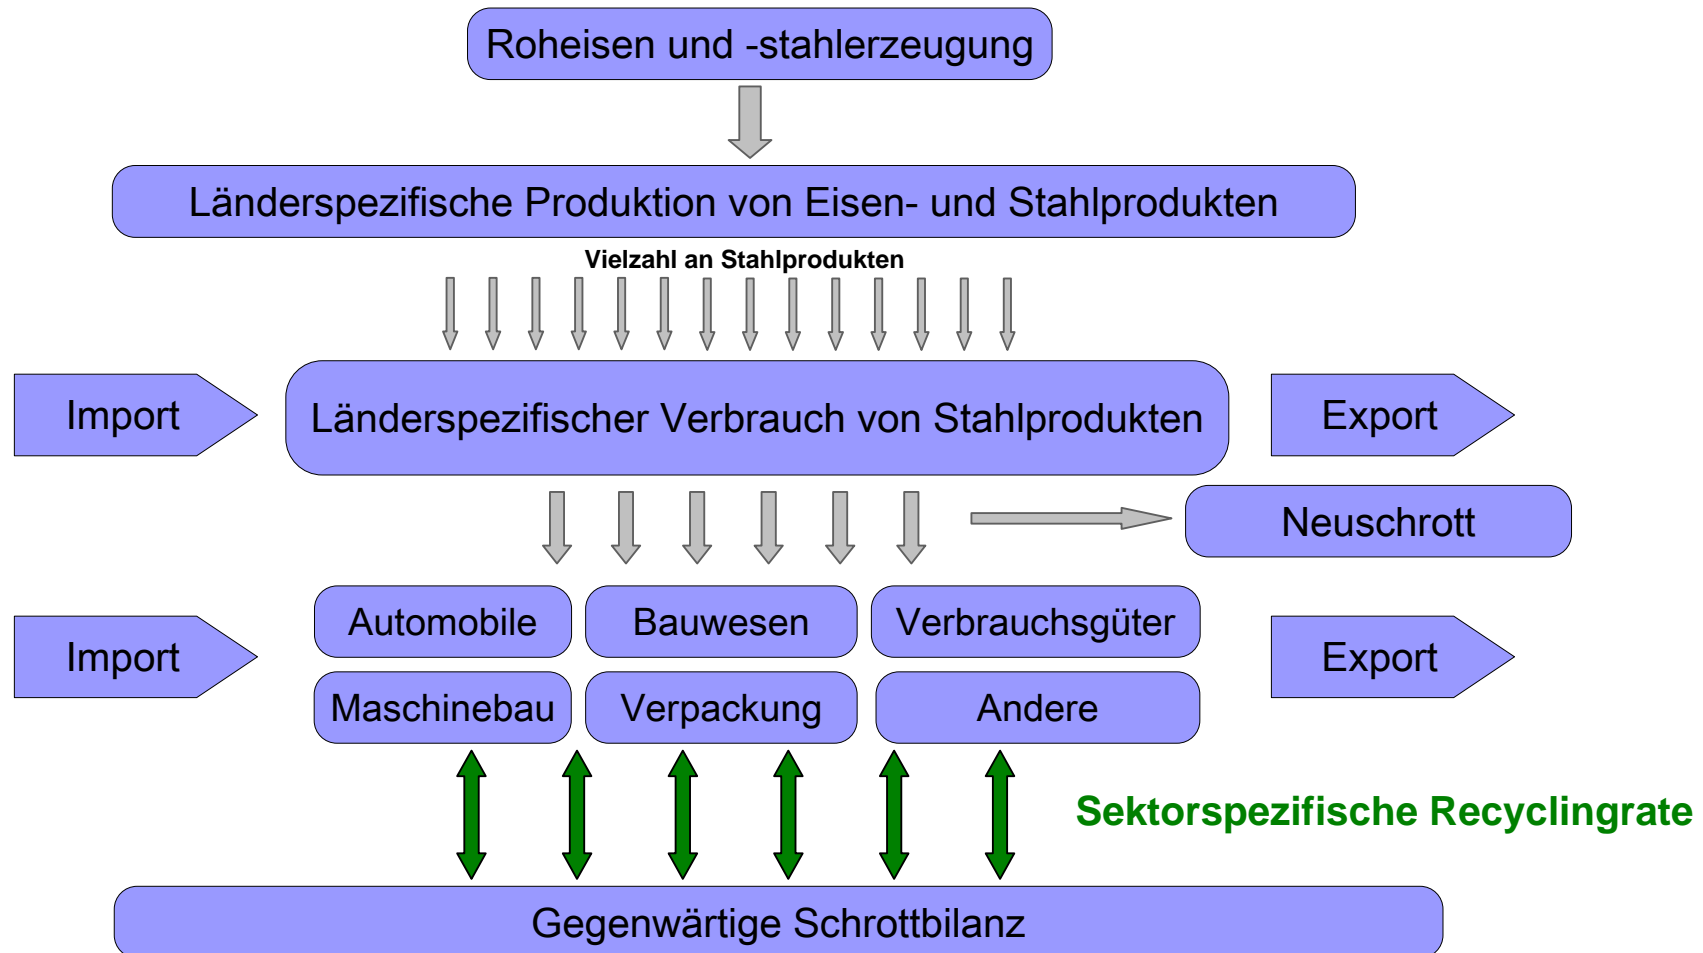 Roheisen und -stahlerzeugung
Länderspezifische Produktion von Eisen- und Stahlprodukten
Vielzahl an Stahlprodukten
Import
Länderspezifischer Verbrauch von Stahlprodukten
Export
Neuschrott
Automobile
Bauwesen
Verbrauchsgüter
Import
Export
Maschinebau
Verpackung
Andere
Sektorspezifische Recyclingrate
Gegenwärtige Schrottbilanz